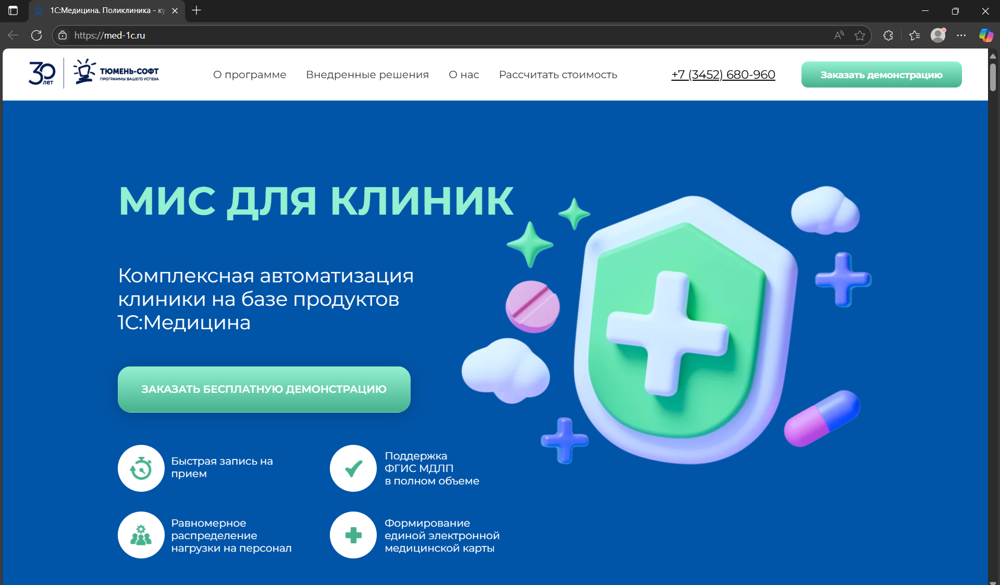 1С:Медицина. Поликлиника - ку
https://med-1c.ru
30 лет
ТЮМЕНЬ-СОФТ
ПРОГРАММЫ ВАШЕГО УСПЕХА
О программе
Внедренные решения
О нас
Рассчитать стоимость
+7 (3452) 680-960
Заказать демонстрацию
МИС ДЛЯ КЛИНИК
Комплексная автоматизация
клиники на базе продуктов
1С:Медицина
ЗАКАЗАТЬ БЕСПЛАТНУЮ ДЕМОНСТРАЦИЮ
Быстрая запись на
прием
Поддержка
ФГИС МДЛП
в полном объеме
Равномерное
распределение
нагрузки на персонал
Формирование
единой электронной
медицинской карты